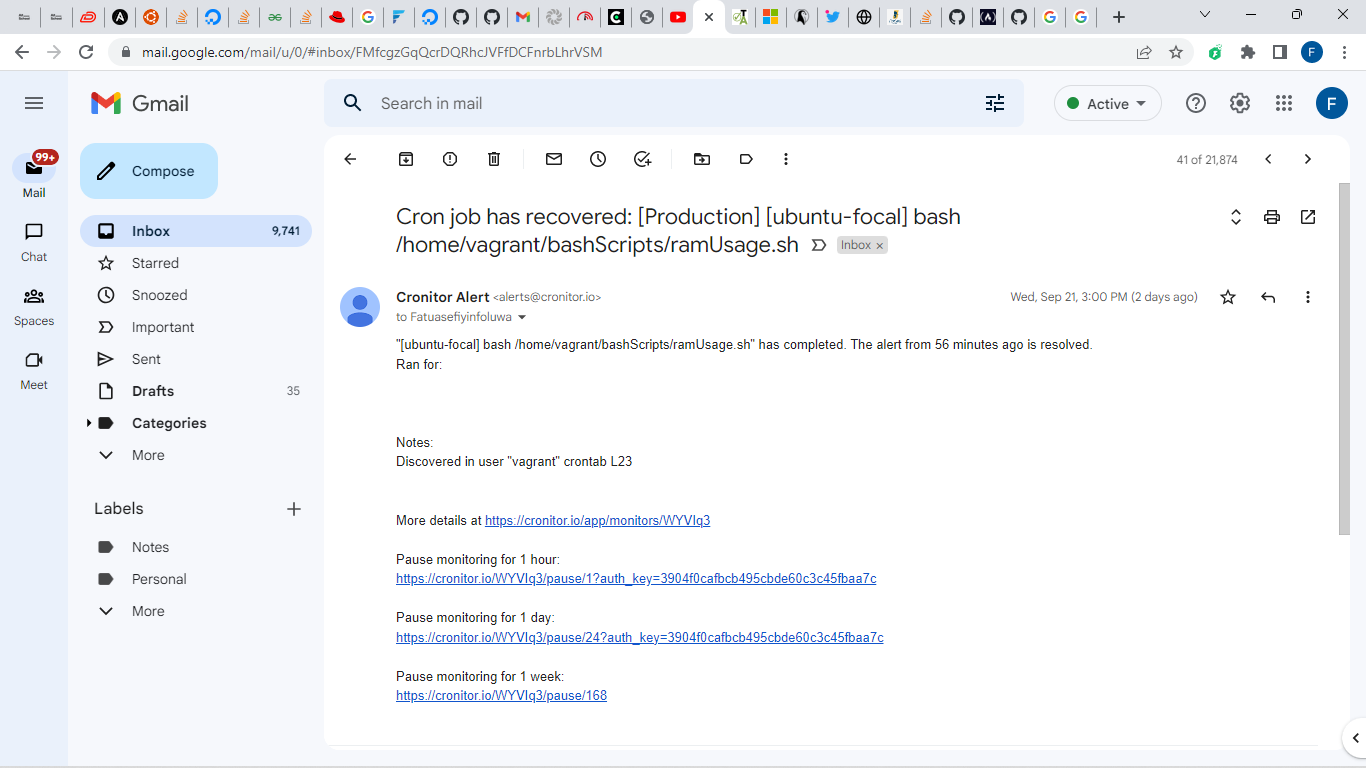 mail.google.com/mail/u/0/#inbox/FMfcgzGqQcrDQRhcJVFfDCFnrbLhrVSM
F
Gmail
Search in mail
Active
F
99+
Mail
Chat
Spaces
Meet
Compose
Inbox 9,741
Starred
Snoozed
Important
Sent
Drafts 35
Categories
More
Labels
Notes
Personal
More
41 of 21,874
Cron job has recovered: [Production] [ubuntu-focal] bash
/home/vagrant/bashScripts/ramUsage.sh Inbox ×
Cronitor Alert <alerts@cronitor.io> Wed, Sep 21, 3:00 PM (2 days ago)
to Fatuasefiyinfoluwa
"[ubuntu-focal] bash /home/vagrant/bashScripts/ramUsage.sh" has completed. The alert from 56 minutes ago is resolved.
Ran for:
Notes:
Discovered in user "vagrant" crontab L23
More details at https://cronitor.io/app/monitors/WYVIq3
Pause monitoring for 1 hour:
https://cronitor.io/WYVIq3/pause/1?auth_key=3904f0cafbcb495cbde60c3c45fbaa7c
Pause monitoring for 1 day:
https://cronitor.io/WYVIq3/pause/24?auth_key=3904f0cafbcb495cbde60c3c45fbaa7c
Pause monitoring for 1 week:
https://cronitor.io/WYVIq3/pause/168